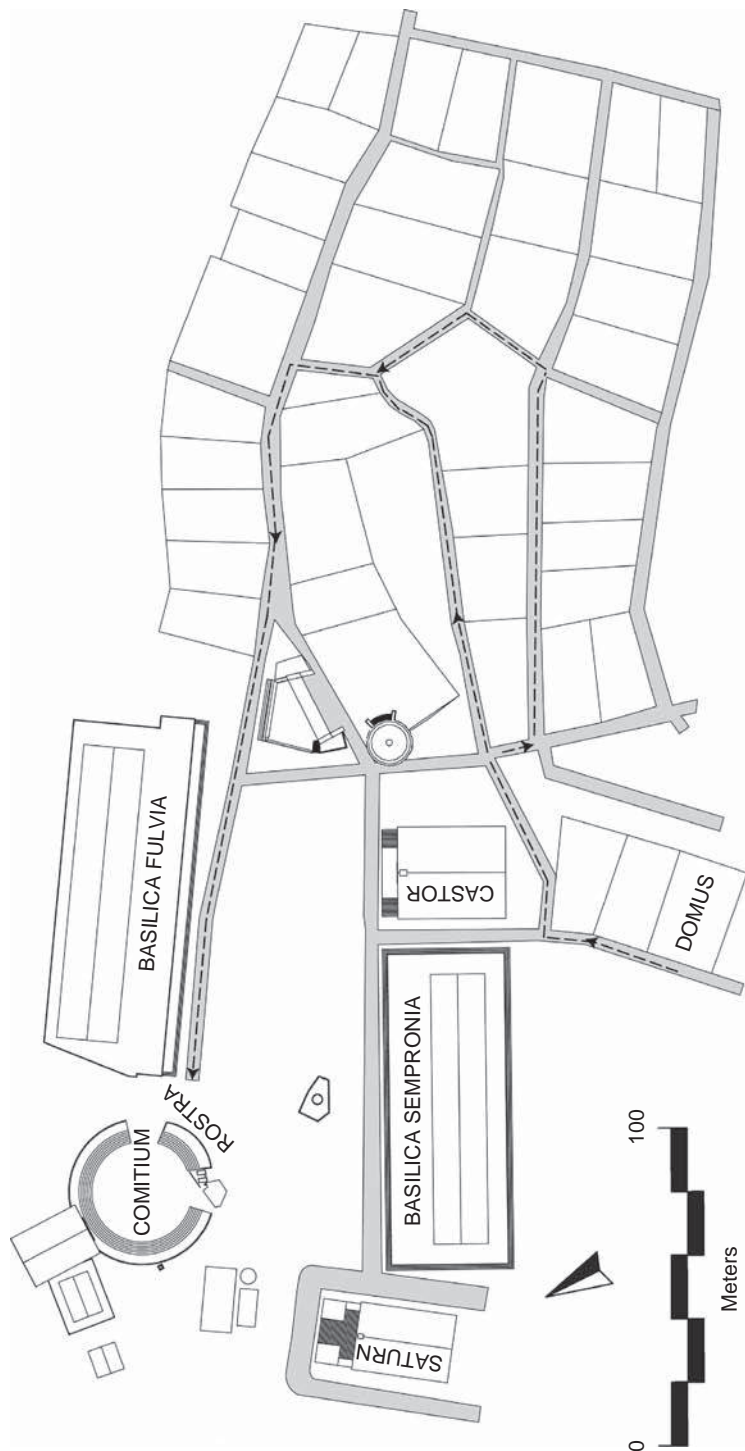 BASILICA FULVIA
CASTOR
DOMUS
ROSTRA
COMITIUM
BASILICA SEMPRONIA
SATURN
0
100
Meters